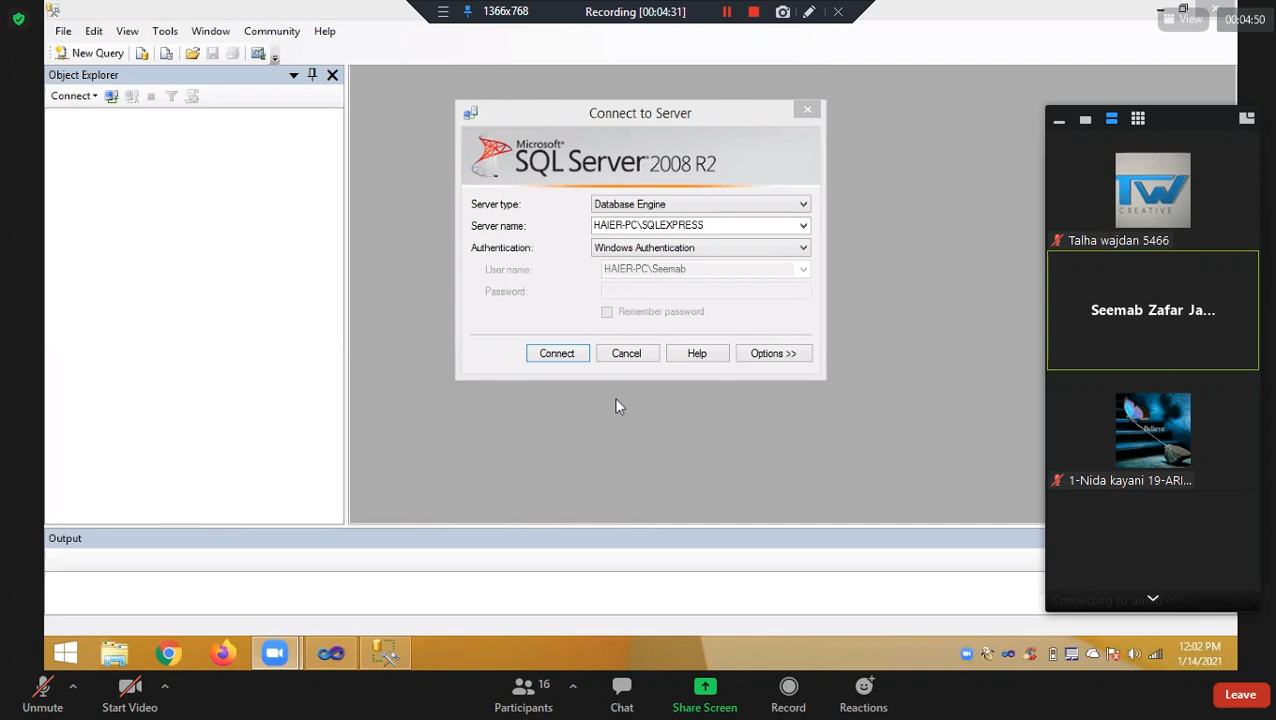 1366x768
Recording [00:04:31]
View
00:04:50
File Edit View Tools Window Community Help
New Query
Object Explorer
Connect
Connect to Server
Microsoft
SQL Server 2008 R2
Server type: Database Engine
Server name: HAIER-PC\SQLEXPRESS
Authentication: Windows Authentication
User name: HAIER-PC\Seemab
Password:
Remember password
Connect Cancel Help Options >>
TW
CREATIVE
Talha wajdan 5466
Seemab Zafar Ja...
Believe
1-Nida kayani 19-ARI...
Connecting to audio
Output
12:02 PM
1/14/2021
16
Unmute Start Video Participants Chat Share Screen Record Reactions Leave